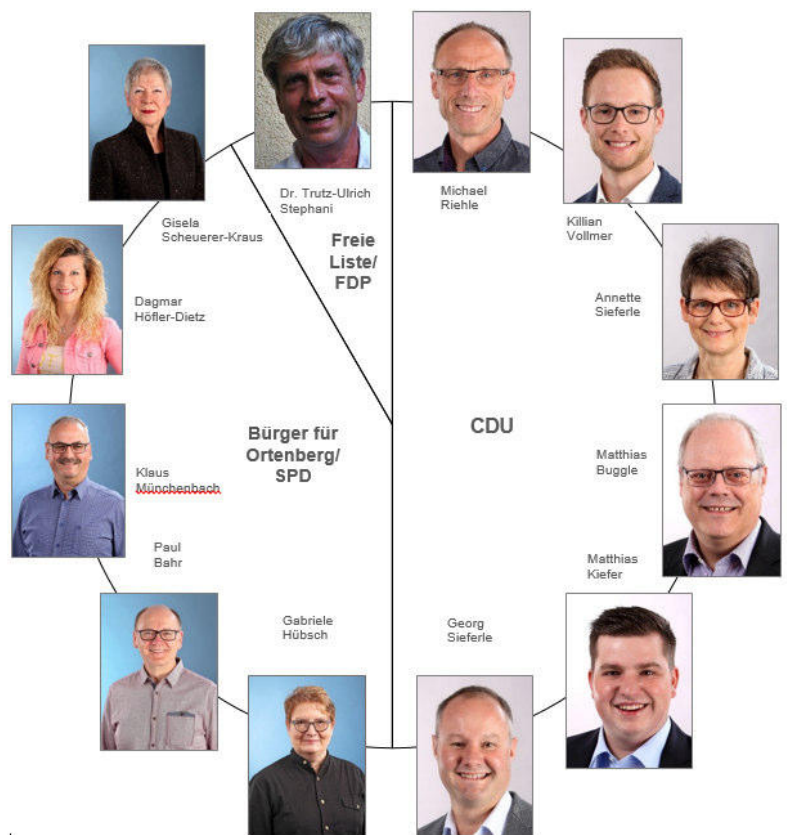 Dr. Trutz-Ulrich
Stephani
Michael
Riehle
Gisela
Scheuerer-Kraus
Killian
Vollmer
Freie
Liste/
FDP
Dagmar
Höfler-Dietz
Annette
Sieferle
Bürger für
Ortenberg/
SPD
CDU
Klaus
Münchenbach
Matthias
Buggle
Paul
Bahr
Matthias
Kiefer
Gabriele
Hübsch
Georg
Sieferle